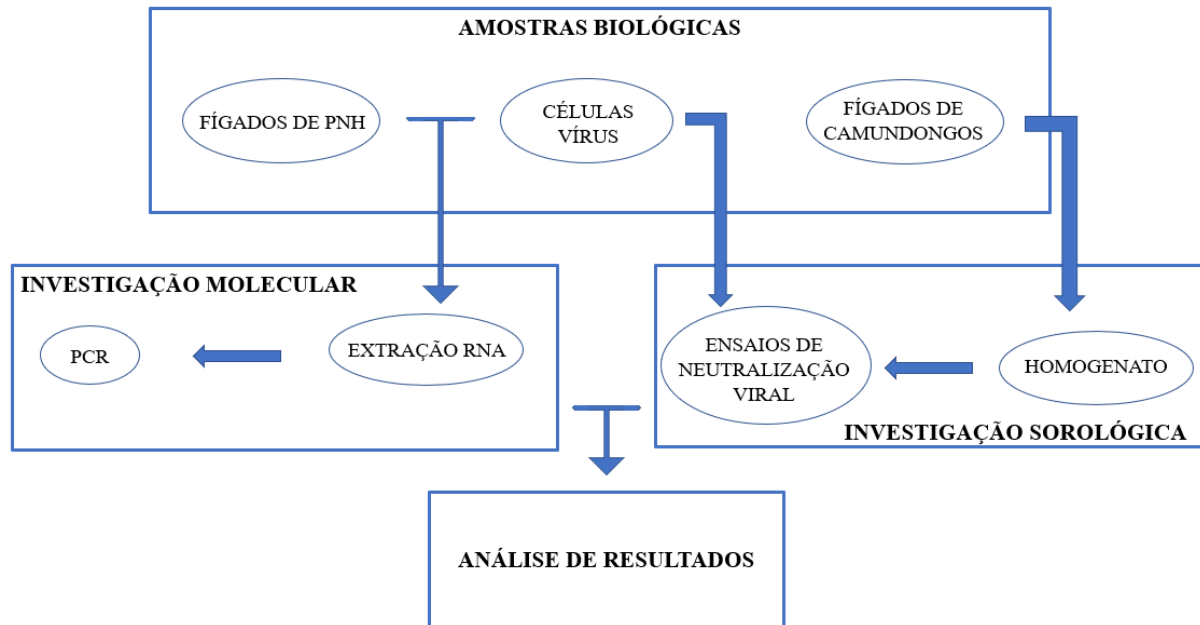 AMOSTRAS BIOLÓGICAS
FÍGADOS DE PNH
CÉLULAS
VÍRUS
FÍGADOS DE
CAMUNDONGOS
INVESTIGAÇÃO MOLECULAR
PCR
EXTRAÇÃO RNA
ENSAIOS DE
NEUTRALIZAÇÃO
VIRAL
HOMOGENATO
INVESTIGAÇÃO SOROLÓGICA
ANÁLISE DE RESULTADOS